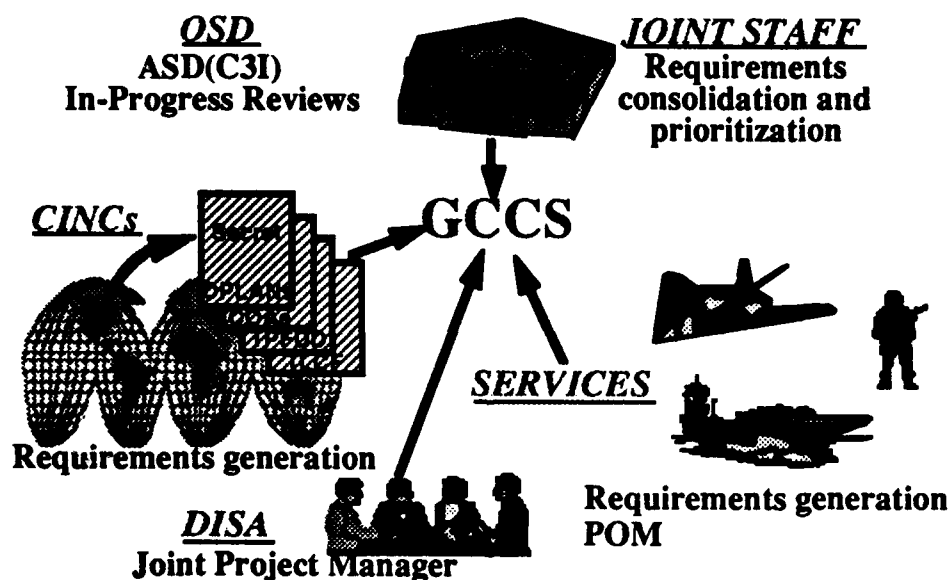 OSD
ASD(C3I)
In-Progress Reviews
JOINT STAFF
Requirements
consolidation and
prioritization
CINCs
Secret
OPLANS
GCCS
SERVICES
Requirements generation
DISA
Joint Project Manager
Requirements generation
POM